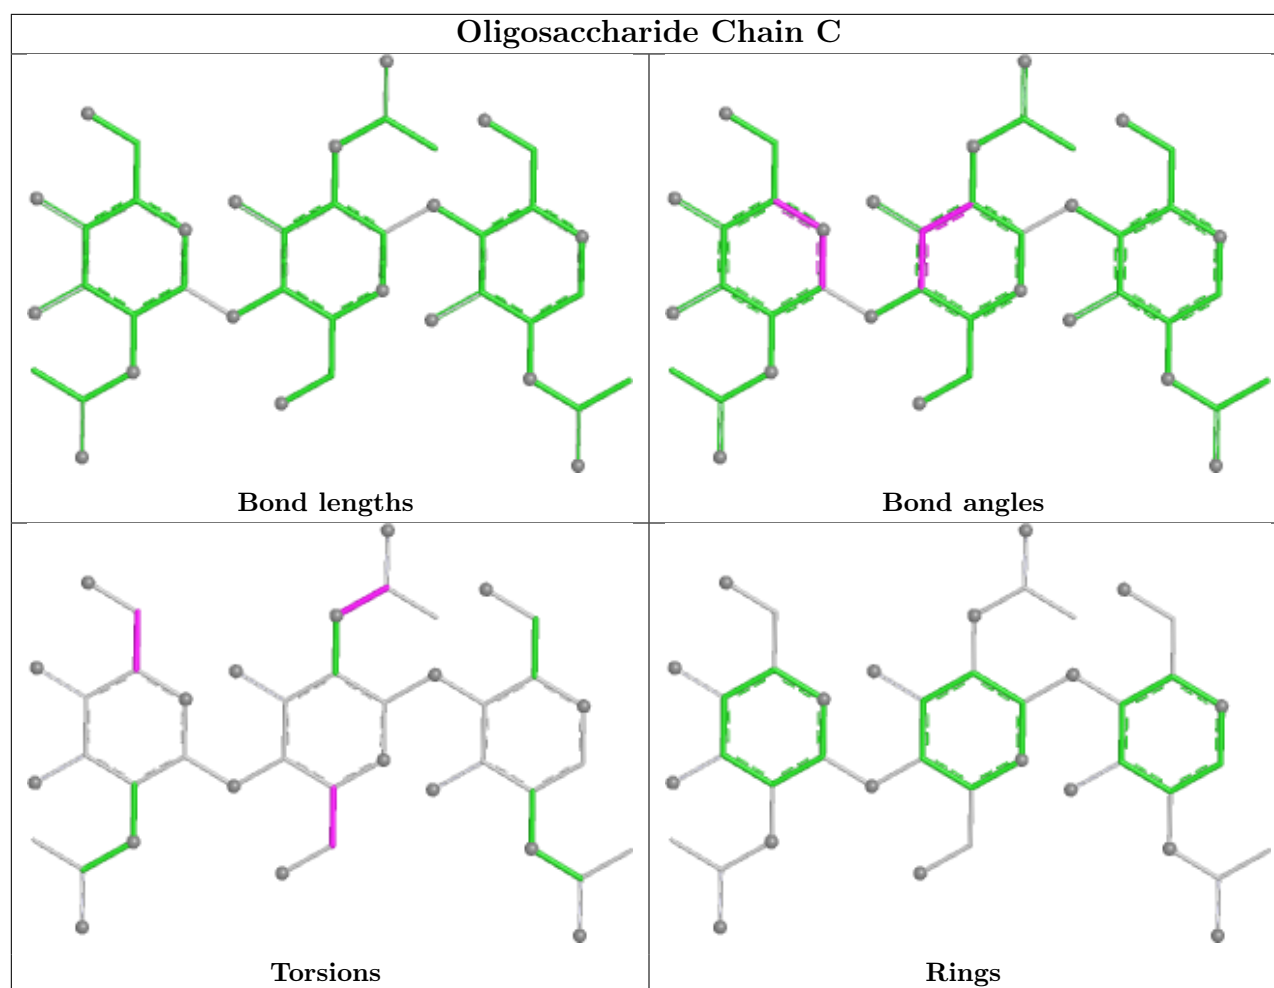 Oligosaccharide Chain C
Bond lengths
Bond angles
Torsions
Rings